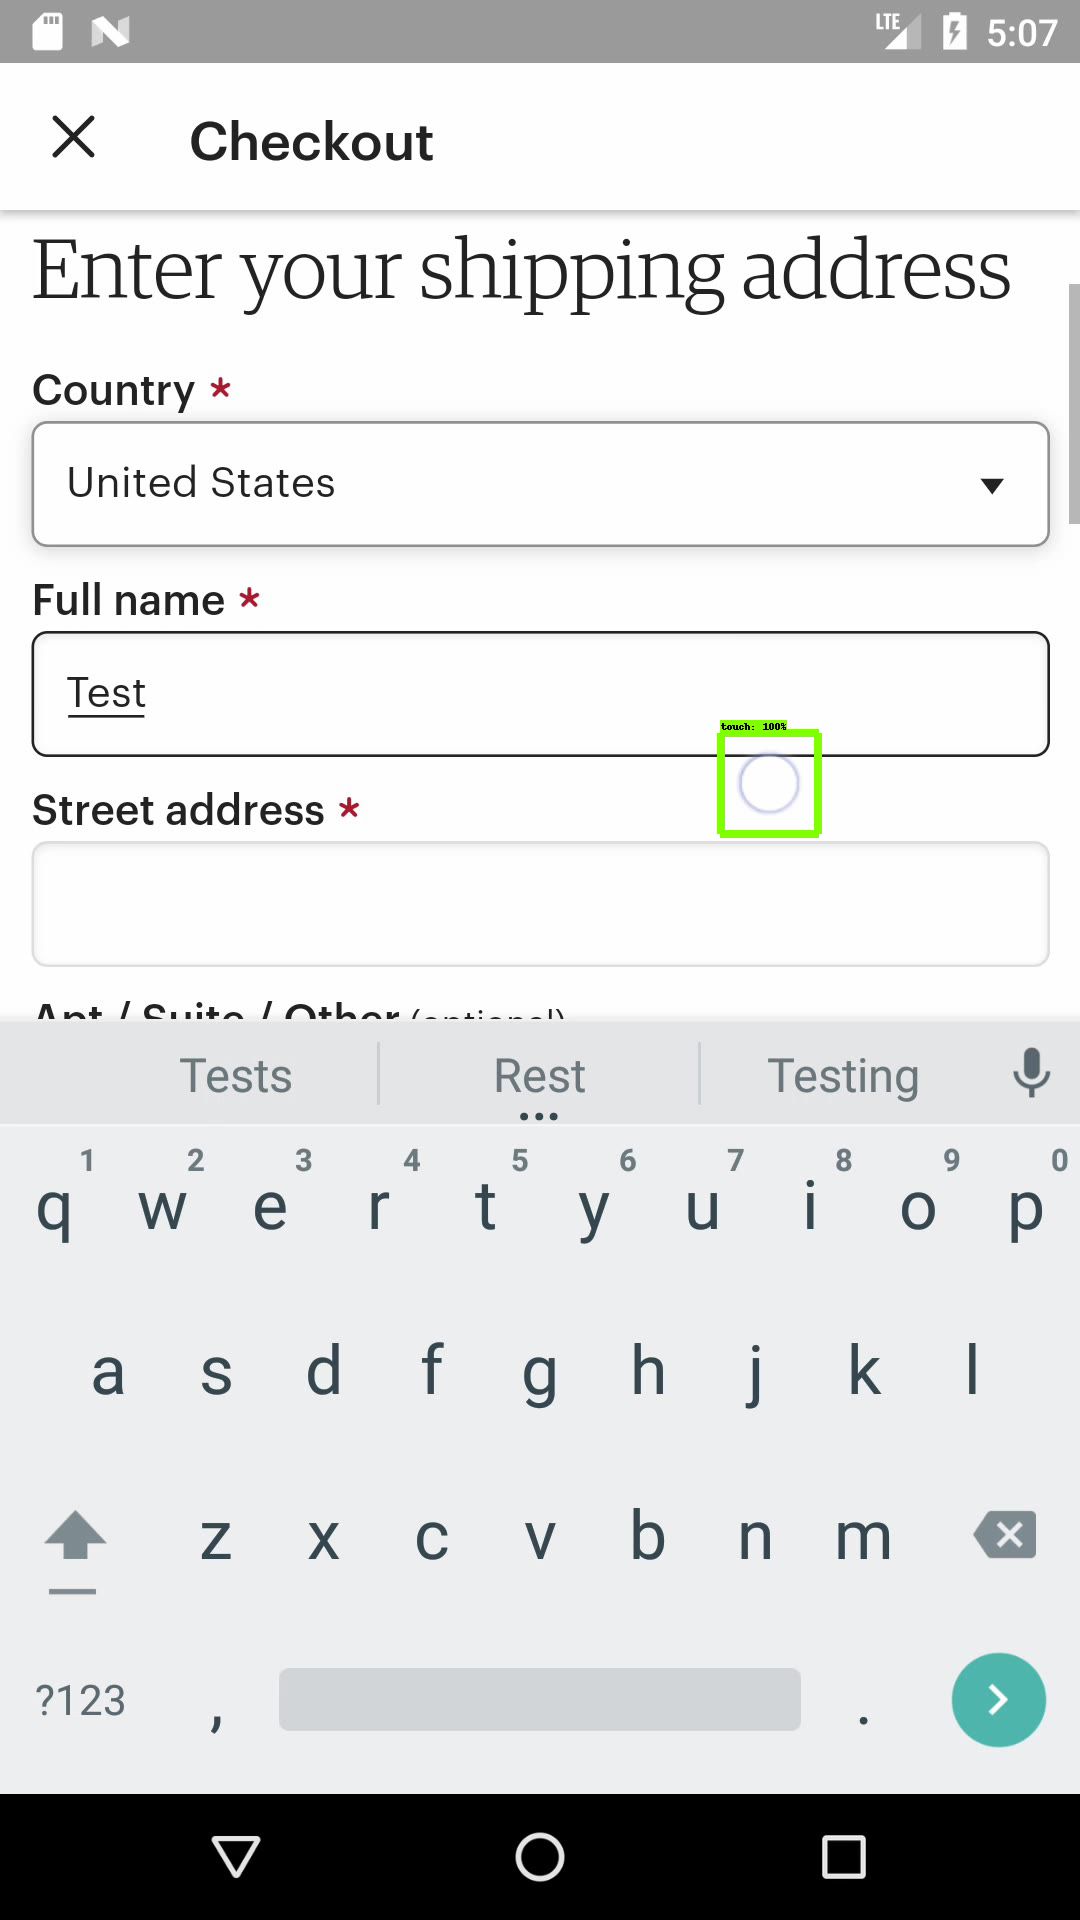 LTE 5:07
Checkout
Enter your shipping address
Country *
United States
Full name *
Test
touch: 100%
Street address *
Apt / Suite / Other (optional)
Tests Rest Testing
1 2 3 4 5 6 7 8 9 0
q w e r t y u i o p
a s d f g h j k l
z x c v b n m
?123 , .